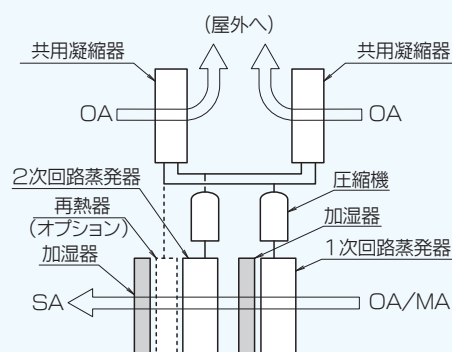 (屋外へ)
共用凝縮器
共用凝縮器
OA
OA
2次回路蒸発器
圧縮機
再熱器
(オプション)
加湿器
加湿器
1次回路蒸発器
SA
OA/MA